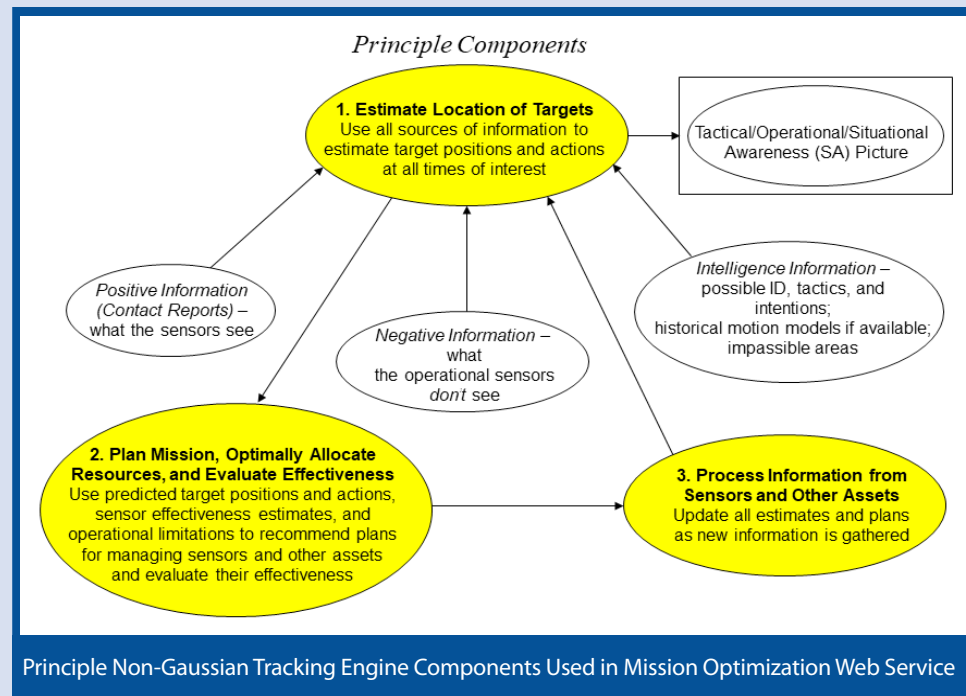 Principle Components
1. Estimate Location of Targets
Use all sources of information to
estimate target positions and actions
at all times of interest
Tactical/Operational/Situational
Awareness (SA) Picture
Positive Information
(Contact Reports) –
what the sensors see
Negative Information –
what
the operational sensors
don't see
Intelligence Information –
possible ID, tactics, and
intentions;
historical motion models if available;
impassible areas
2. Plan Mission, Optimally Allocate
Resources, and Evaluate Effectiveness
Use predicted target positions and actions,
sensor effectiveness estimates, and
operational limitations to recommend plans
for managing sensors and other assets
and evaluate their effectiveness
3. Process Information from
Sensors and Other Assets
Update all estimates and plans
as new information is gathered
Principle Non-Gaussian Tracking Engine Components Used in Mission Optimization Web Service